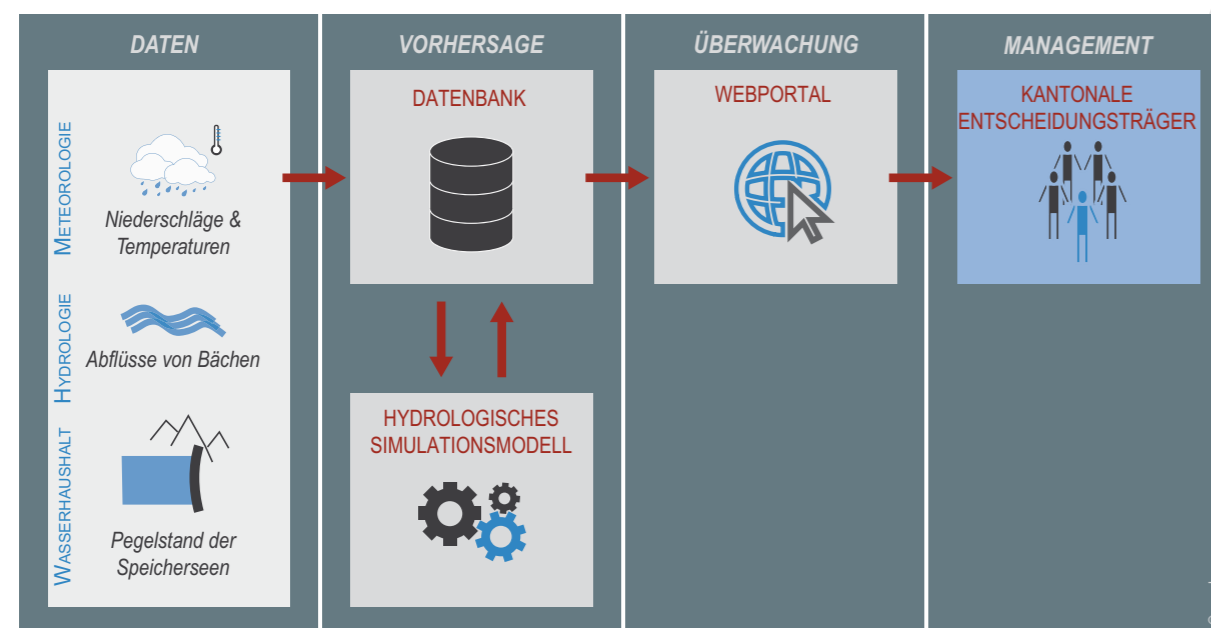 DATEN
METEOROLOGIE
Niederschläge &
Temperaturen
HYDROLOGIE
Abflüsse von Bächen
WASSERHAUSHALT
Pegelstand der
Speicherseen
VORHERSAGE
DATENBANK
HYDROLOGISCHES
SIMULATIONSMODELL
ÜBERWACHUNG
WEBPORTAL
MANAGEMENT
KANTONALE
ENTSCHEIDUNGSTRÄGER